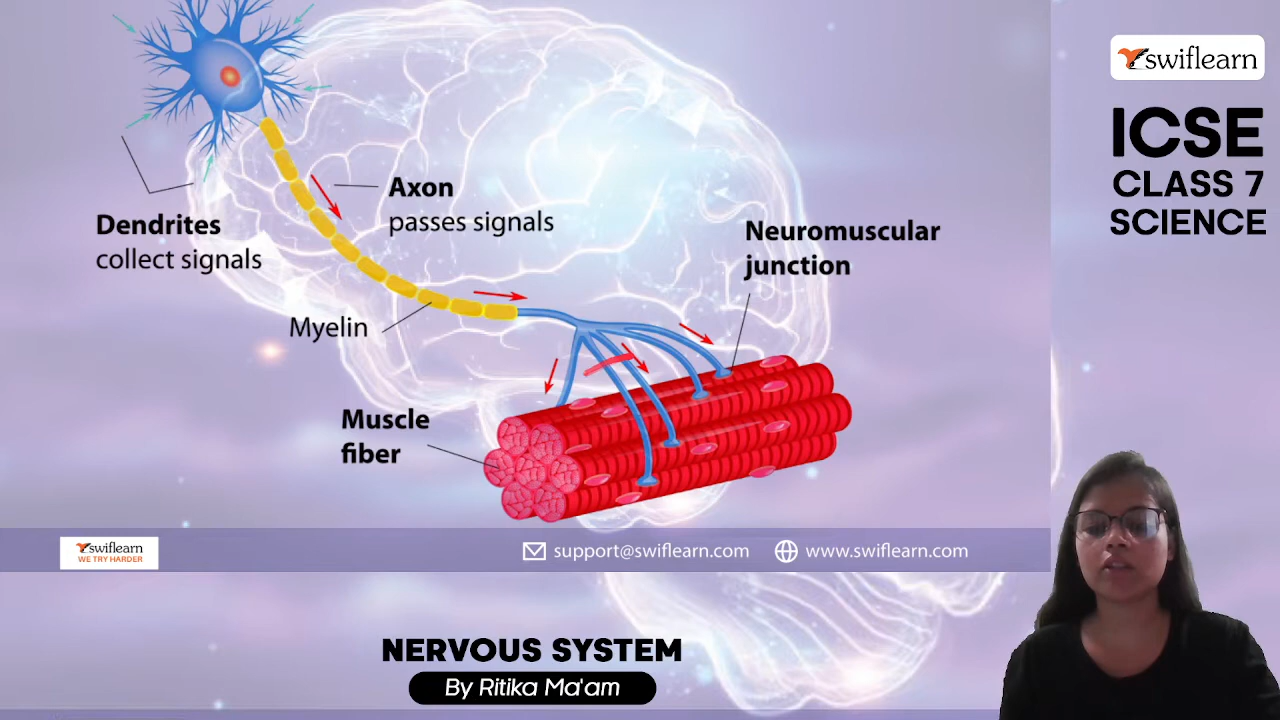 swiflearn
ICSE
CLASS 7
SCIENCE
Axon
passes signals
Dendrites
collect signals
Neuromuscular
junction
Myelin
Muscle
fiber
swiflearn
WE TRY HARDER
support@swiflearn.com
www.swiflearn.com
NERVOUS SYSTEM
By Ritika Ma'am